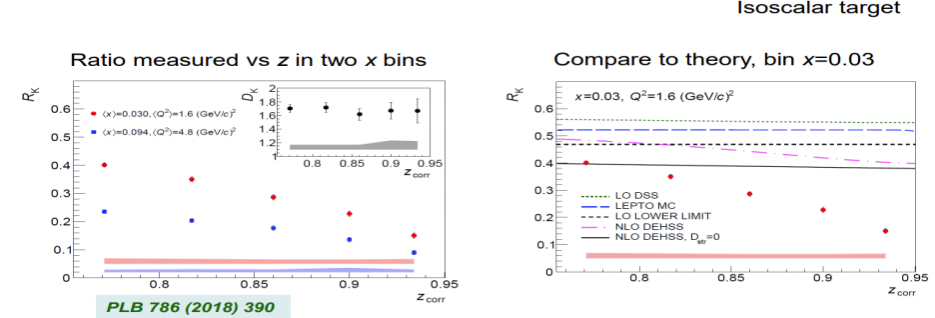 Isoscalar target
Ratio measured vs z in two x bins
R_K
0.6
0.5
0.4
0.3
0.2
0.1
0
⟨x⟩=0.030,⟨Q²⟩=1.6 (GeV/c)²
⟨x⟩=0.094,⟨Q²⟩=4.8 (GeV/c)²
D_K
2
1.8
1.6
1.4
1.2
1
0.8
0.85
0.9
0.95
z_corr
0.8
0.85
0.9
0.95
z_corr
PLB 786 (2018) 390
Compare to theory, bin x=0.03
R_K
0.6
0.5
0.4
0.3
0.2
0.1
0
x=0.03, Q²=1.6 (GeV/c)²
LO DSS
LEPTO MC
LO LOWER LIMIT
NLO DEHSS
NLO DEHSS, D_str=0
0.8
0.85
0.9
0.95
z_corr